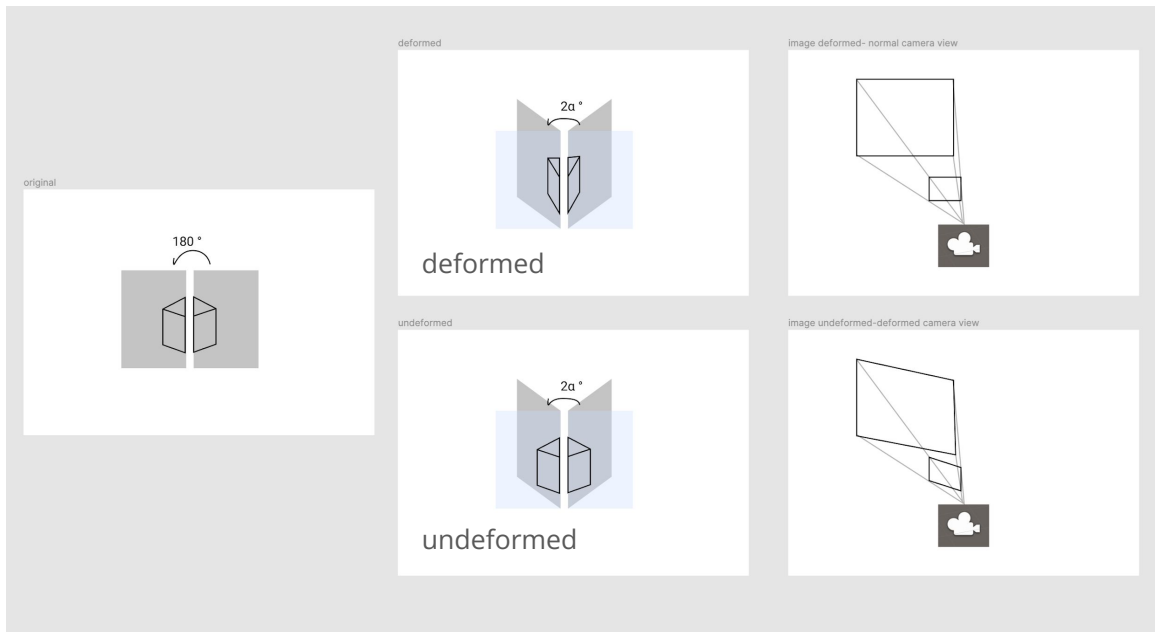 original
180 °
deformed
2α °
deformed
undeformed
2α °
undeformed
image deformed- normal camera view
image undeformed-deformed camera view